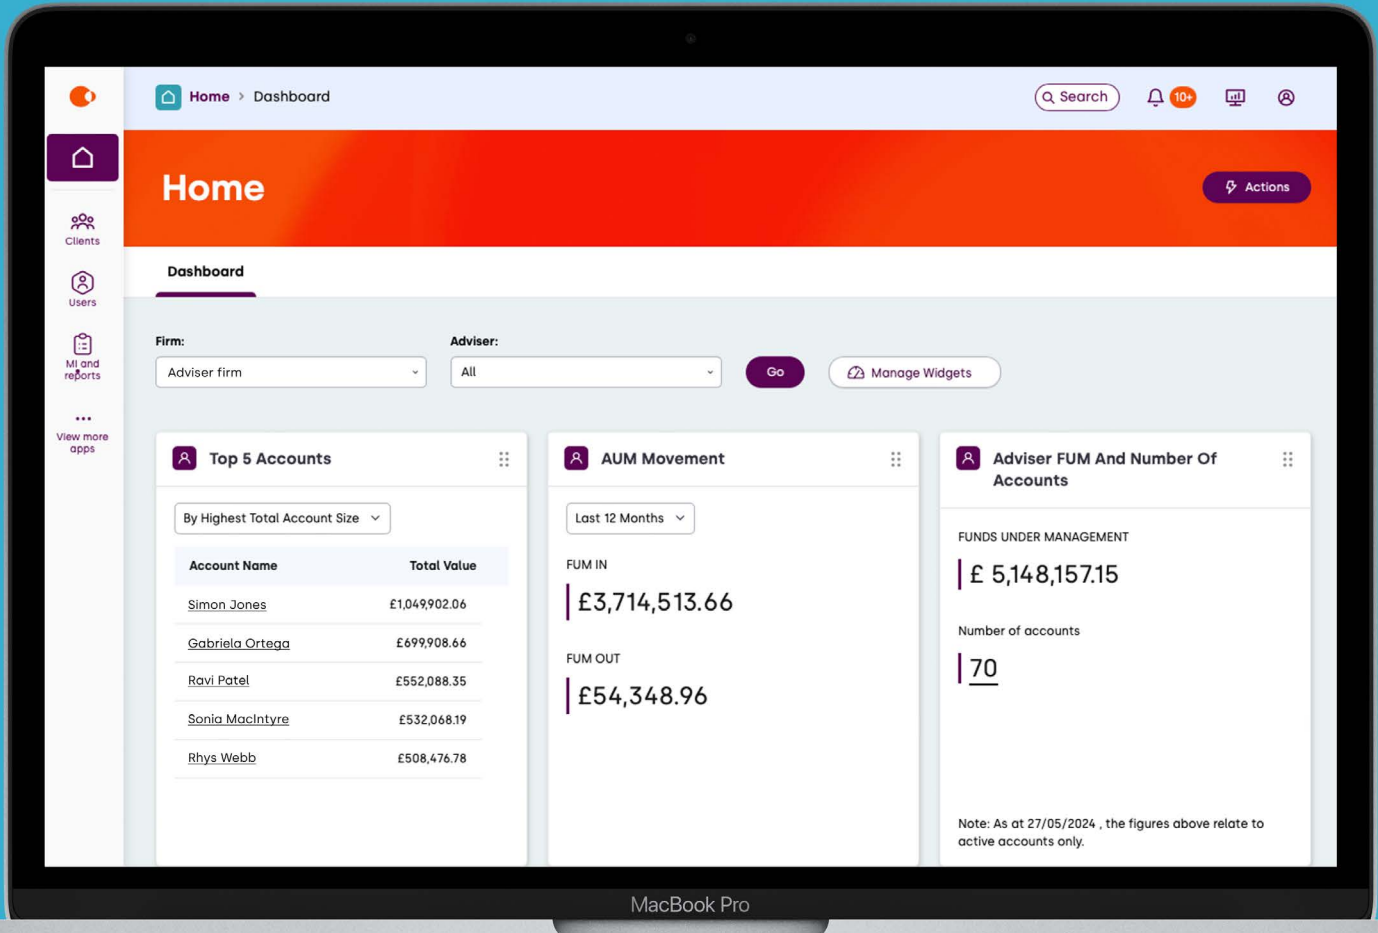 Home > Dashboard
Search
10+
Home
Actions
Clients
Users
MI and
reports
View more
apps
Dashboard
Firm:
Adviser:
Adviser firm
All
Go
Manage Widgets
Top 5 Accounts
By Highest Total Account Size
Account Name Total Value
Simon Jones £1,049,902.06
Gabriela Ortega £699,908.66
Ravi Patel £552,088.35
Sonia MacIntyre £532,068.19
Rhys Webb £508,476.78
AUM Movement
Last 12 Months
FUM IN
£3,714,513.66
FUM OUT
£54,348.96
Adviser FUM And Number Of
Accounts
FUNDS UNDER MANAGEMENT
£ 5,148,157.15
Number of accounts
70
Note: As at 27/05/2024 , the figures above relate to
active accounts only.
MacBook Pro